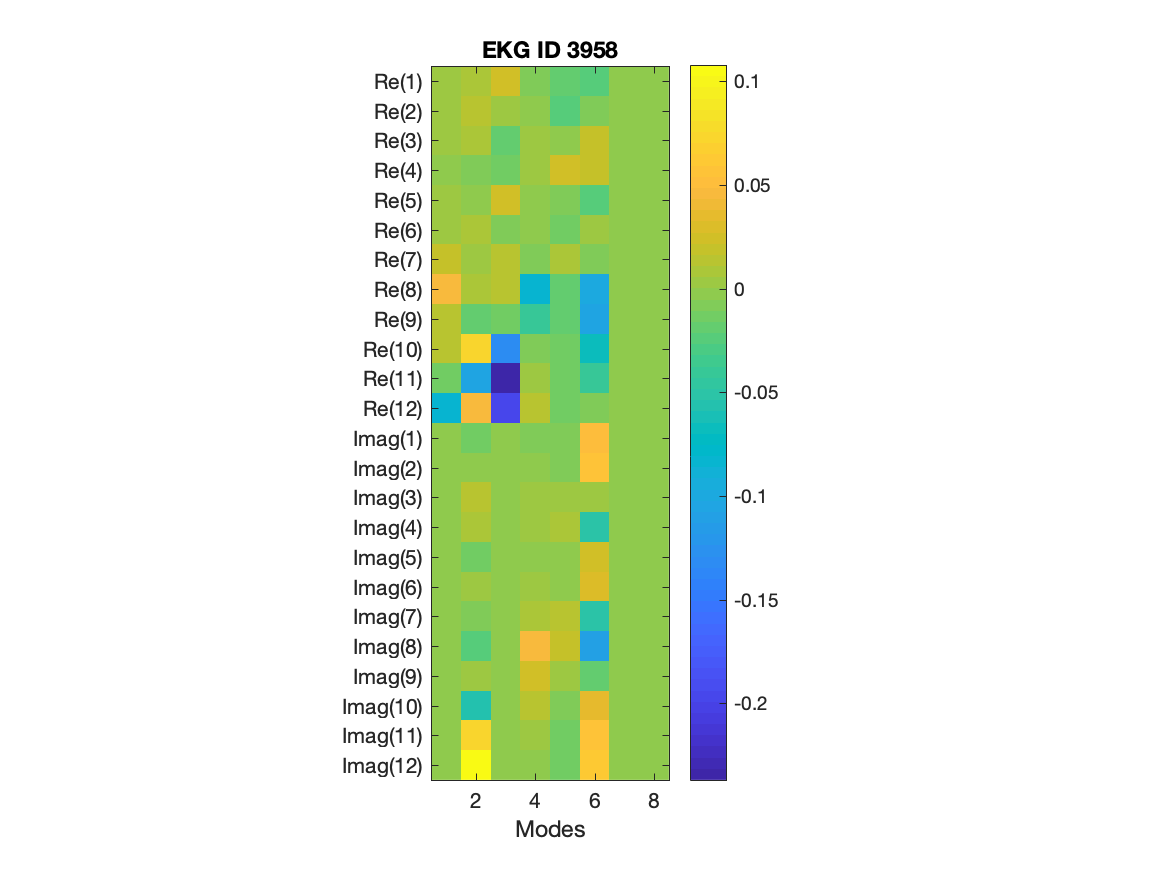 EKG ID 3958
Re(1)
Re(2)
Re(3)
Re(4)
Re(5)
Re(6)
Re(7)
Re(8)
Re(9)
Re(10)
Re(11)
Re(12)
Imag(1)
Imag(2)
Imag(3)
Imag(4)
Imag(5)
Imag(6)
Imag(7)
Imag(8)
Imag(9)
Imag(10)
Imag(11)
Imag(12)
2 4 6 8
Modes
0.1
0.05
0
-0.05
-0.1
-0.15
-0.2